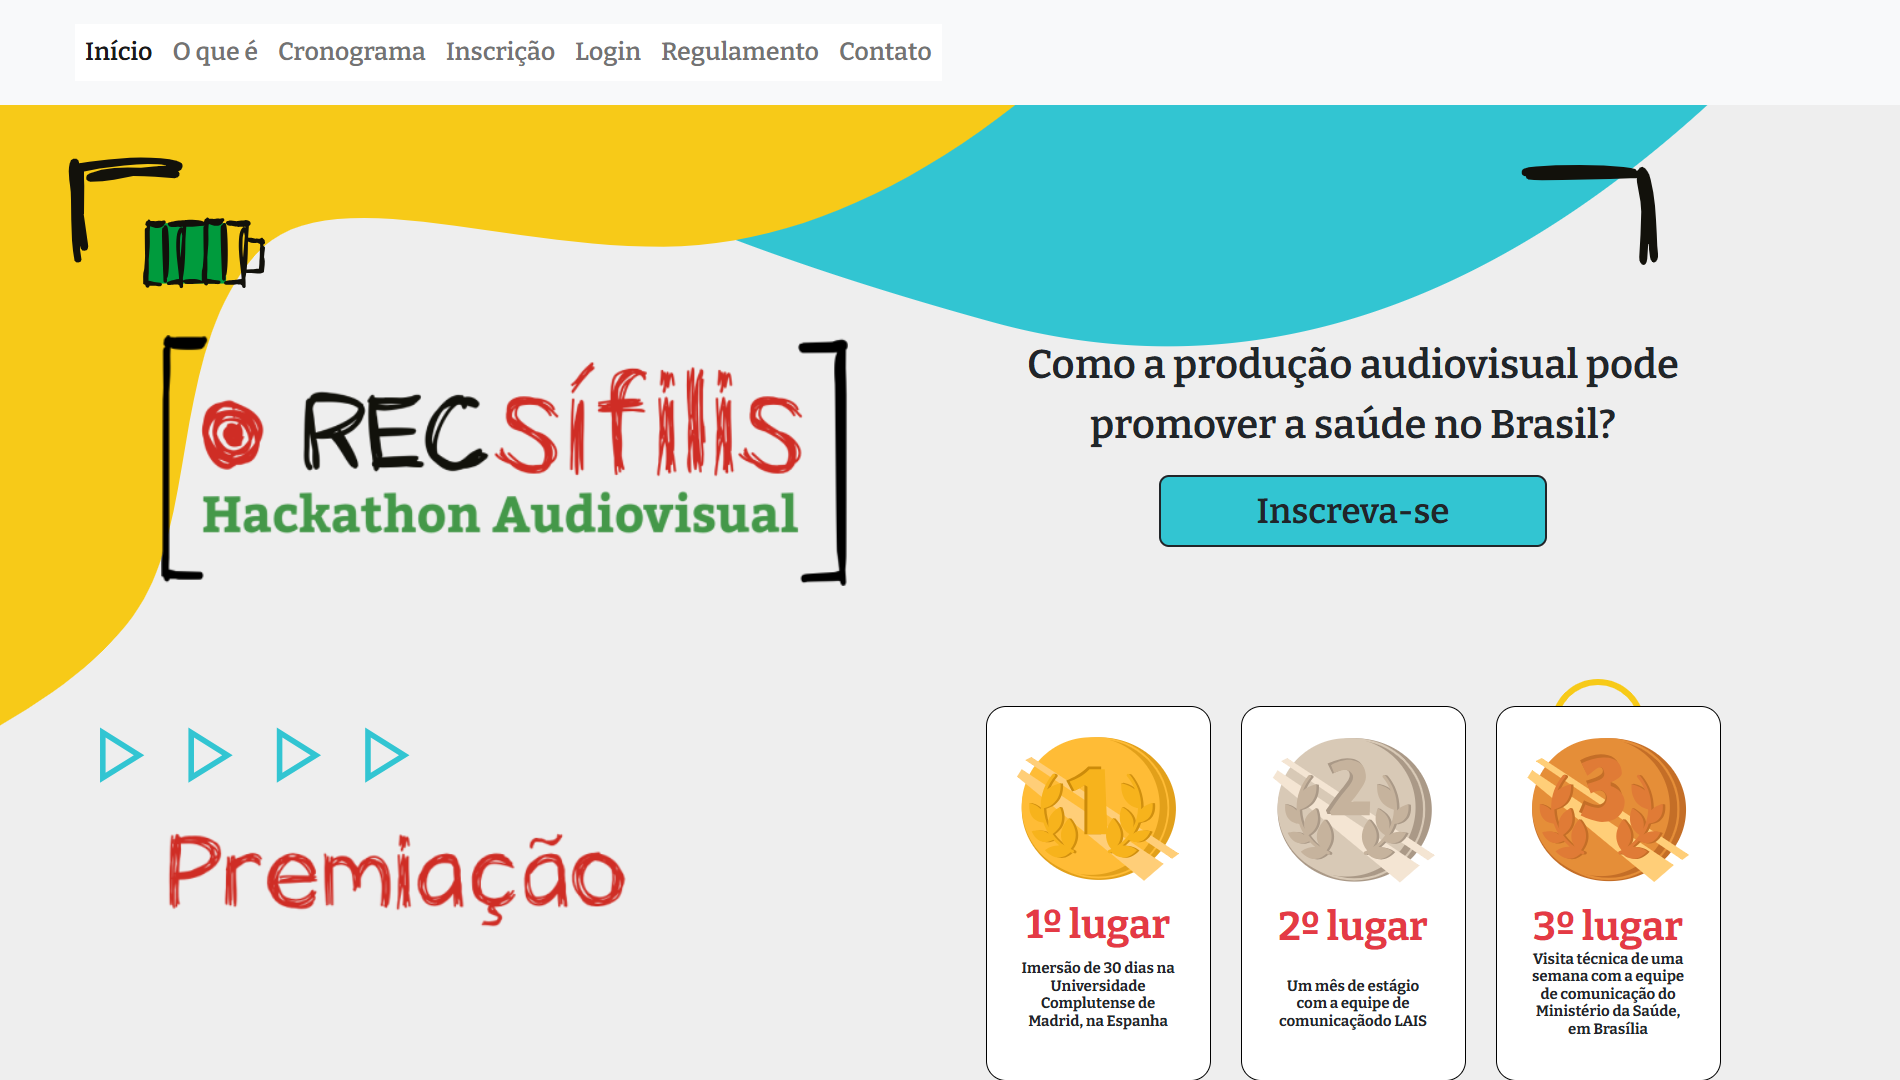 Início O que é Cronograma Inscrição Login Regulamento Contato
REC sífilis
Hackathon Audiovisual
Como a produção audiovisual pode
promover a saúde no Brasil?
Inscreva-se
Premiação
1
1º lugar
Imersão de 30 dias na
Universidade
Complutense de
Madrid, na Espanha
2
2º lugar
Um mês de estágio
com a equipe de
comunicaçãodo LAIS
3
3º lugar
Visita técnica de uma
semana com a equipe
de comunicação do
Ministério da Saúde,
em Brasília